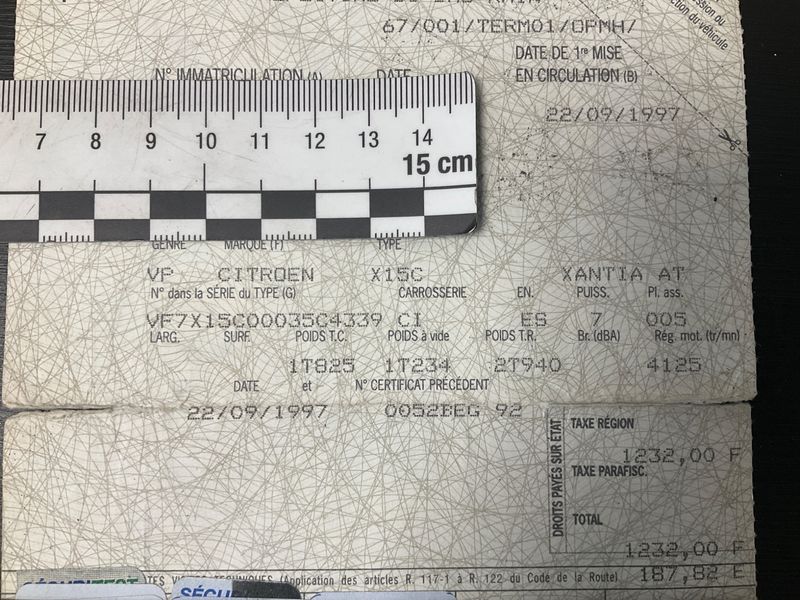 67/001/TERM01/OPMH/
DATE DE 1re MISE
N° IMMATRICULATION (A) DATE EN CIRCULATION (B)
22/09/1997
7 8 9 10 11 12 13 14
15 cm
GENRE MARQUE (F) TYPE
VP CITROEN X15C XANTIA AT
N° dans la SÉRIE du TYPE (G) CARROSSERIE EN. PUISS. Pl. ass.
VF7X15C00035C4339 CI ES 7 005
LARG. SURF. POIDS T.C. POIDS à vide POIDS T.R. Br. (dBA) Rég. mot. (tr/mn)
1T825 1T234 2T940 4125
DATE et N° CERTIFICAT PRÉCÉDENT
22/09/1997 0052BEG 92
DROITS PAYÉS SUR ÉTAT
TAXE RÉGION
1232,00 F
TAXE PARAFISC.
TOTAL
1232,00 F
TECHNIQUES (Application des articles R. 117-1 à R. 122 du Code de la Route) 187,82 E
SÉCURITEST